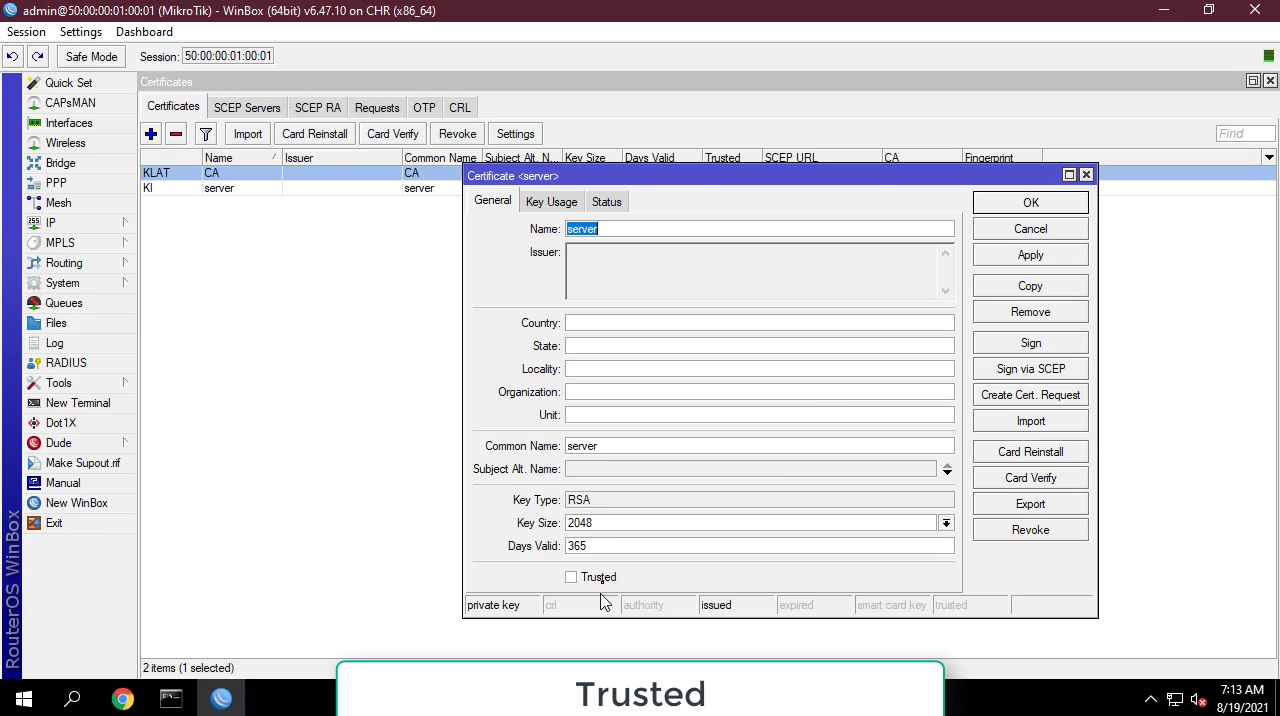 admin@50:00:00:01:00:01 (MikroTik) - WinBox (64bit) v6.47.10 on CHR (x86_64)
Session Settings Dashboard
Safe Mode Session: 50:00:00:01:00:01
Quick Set
CAPsMAN
Interfaces
Wireless
Bridge
PPP
Mesh
IP
MPLS
Routing
System
Queues
Files
Log
RADIUS
Tools
New Terminal
Dot1X
Dude
Make Supout.rif
Manual
New WinBox
Exit
RouterOS WinBox
Certificates
Certificates SCEP Servers SCEP RA Requests OTP CRL
Import Card Reinstall Card Verify Revoke Settings Find
Name Issuer Common Name Subject Alt. N... Key Size Days Valid Trusted SCEP URL CA Fingerprint
KLAT CA CA
KI server server
Certificate <server>
General Key Usage Status
Name: server
Issuer:
Country:
State:
Locality:
Organization:
Unit:
Common Name: server
Subject Alt. Name:
Key Type: RSA
Key Size: 2048
Days Valid: 365
Trusted
OK
Cancel
Apply
Copy
Remove
Sign
Sign via SCEP
Create Cert. Request
Import
Card Reinstall
Card Verify
Export
Revoke
private key crl authority issued expired smart card key trusted
2 items (1 selected)
Trusted
7:13 AM
8/19/2021